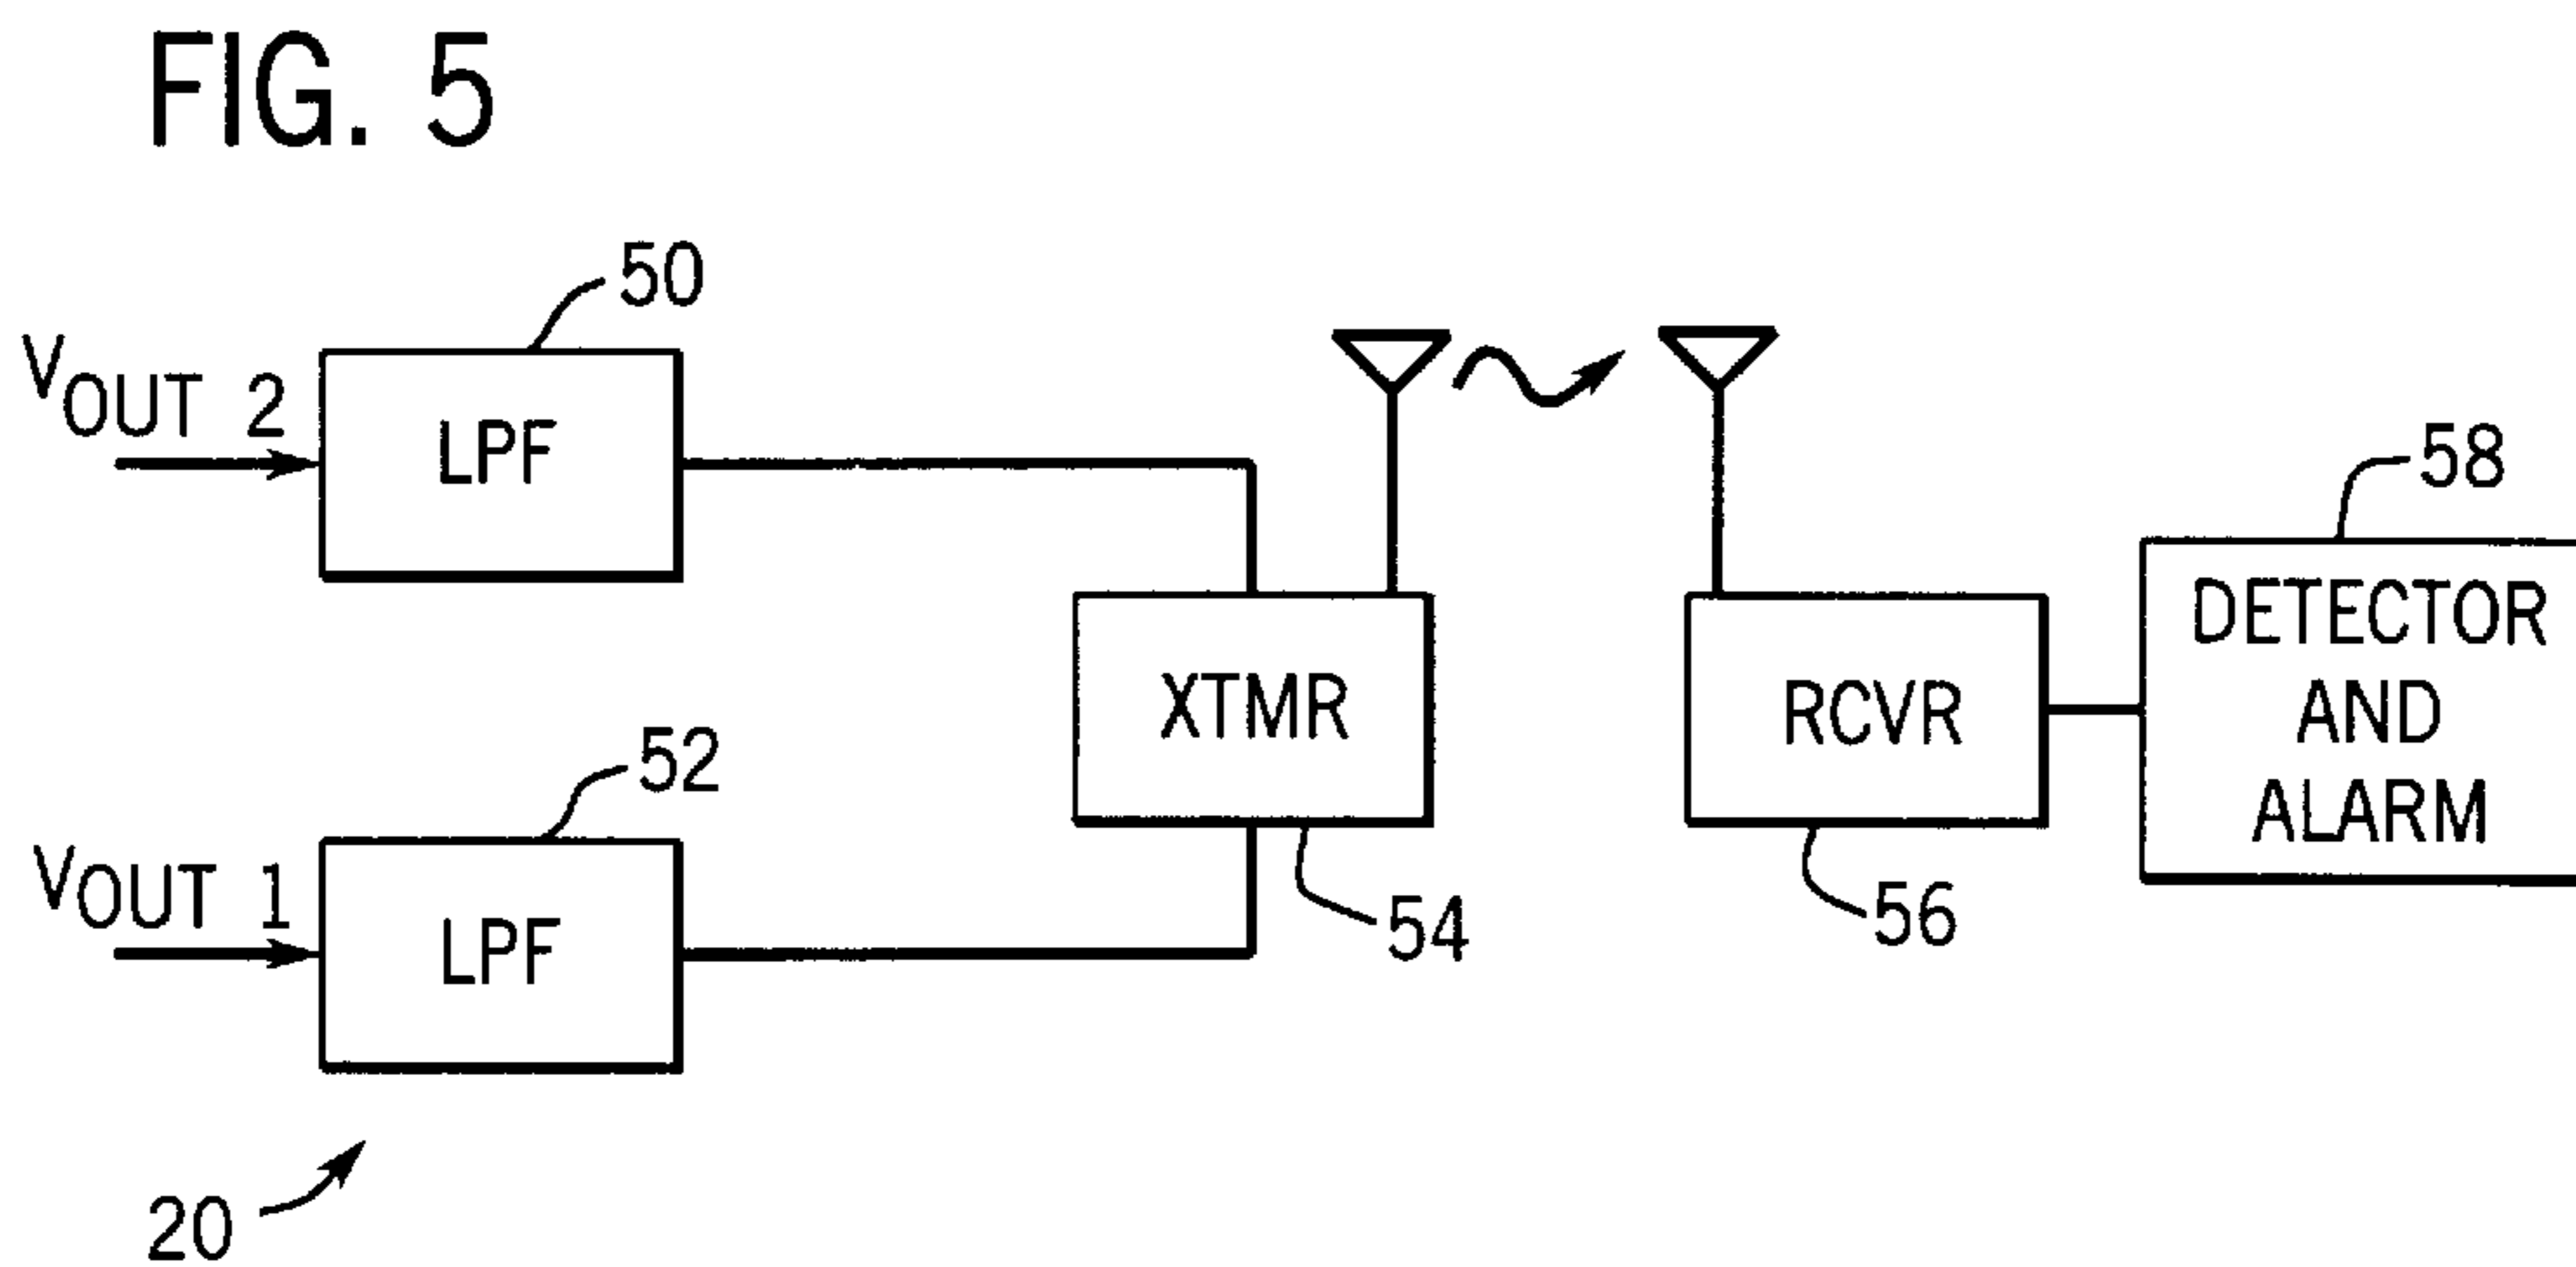 FIG. 5
50
VOUT 2
LPF
58
DETECTOR
AND
ALARM
XTMR
RCVR
52
VOUT 1
LPF
54
56
20